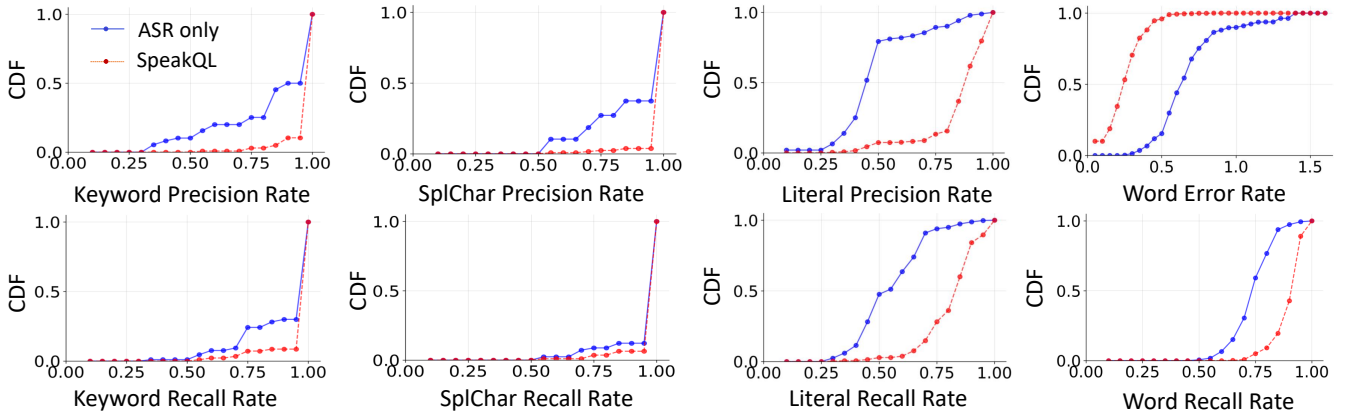 CDF
1.0
0.5
0.0
0.00 0.25 0.50 0.75 1.00
Keyword Precision Rate
ASR only
SpeakQL
CDF
1.0
0.5
0.0
0.00 0.25 0.50 0.75 1.00
SplChar Precision Rate
CDF
1.0
0.5
0.0
0.00 0.25 0.50 0.75 1.00
Literal Precision Rate
CDF
1.0
0.5
0.0
0.0 0.5 1.0 1.5
Word Error Rate
CDF
1.0
0.5
0.0
0.00 0.25 0.50 0.75 1.00
Keyword Recall Rate
CDF
1.0
0.5
0.0
0.00 0.25 0.50 0.75 1.00
SplChar Recall Rate
CDF
1.0
0.5
0.0
0.00 0.25 0.50 0.75 1.00
Literal Recall Rate
CDF
1.0
0.5
0.0
0.00 0.25 0.50 0.75 1.00
Word Recall Rate